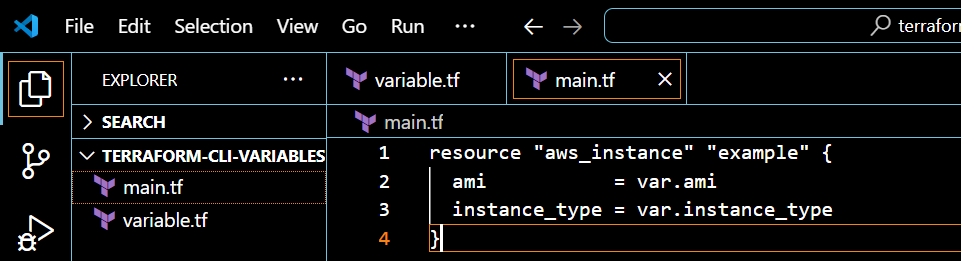 File Edit Selection View Go Run ··· ← → terrafor
EXPLORER ···
variable.tf main.tf ×
SEARCH
main.tf
TERRAFORM-CLI-VARIABLES
main.tf
variable.tf
1 resource "aws_instance" "example" {
2 ami = var.ami
3 instance_type = var.instance_type
4 }